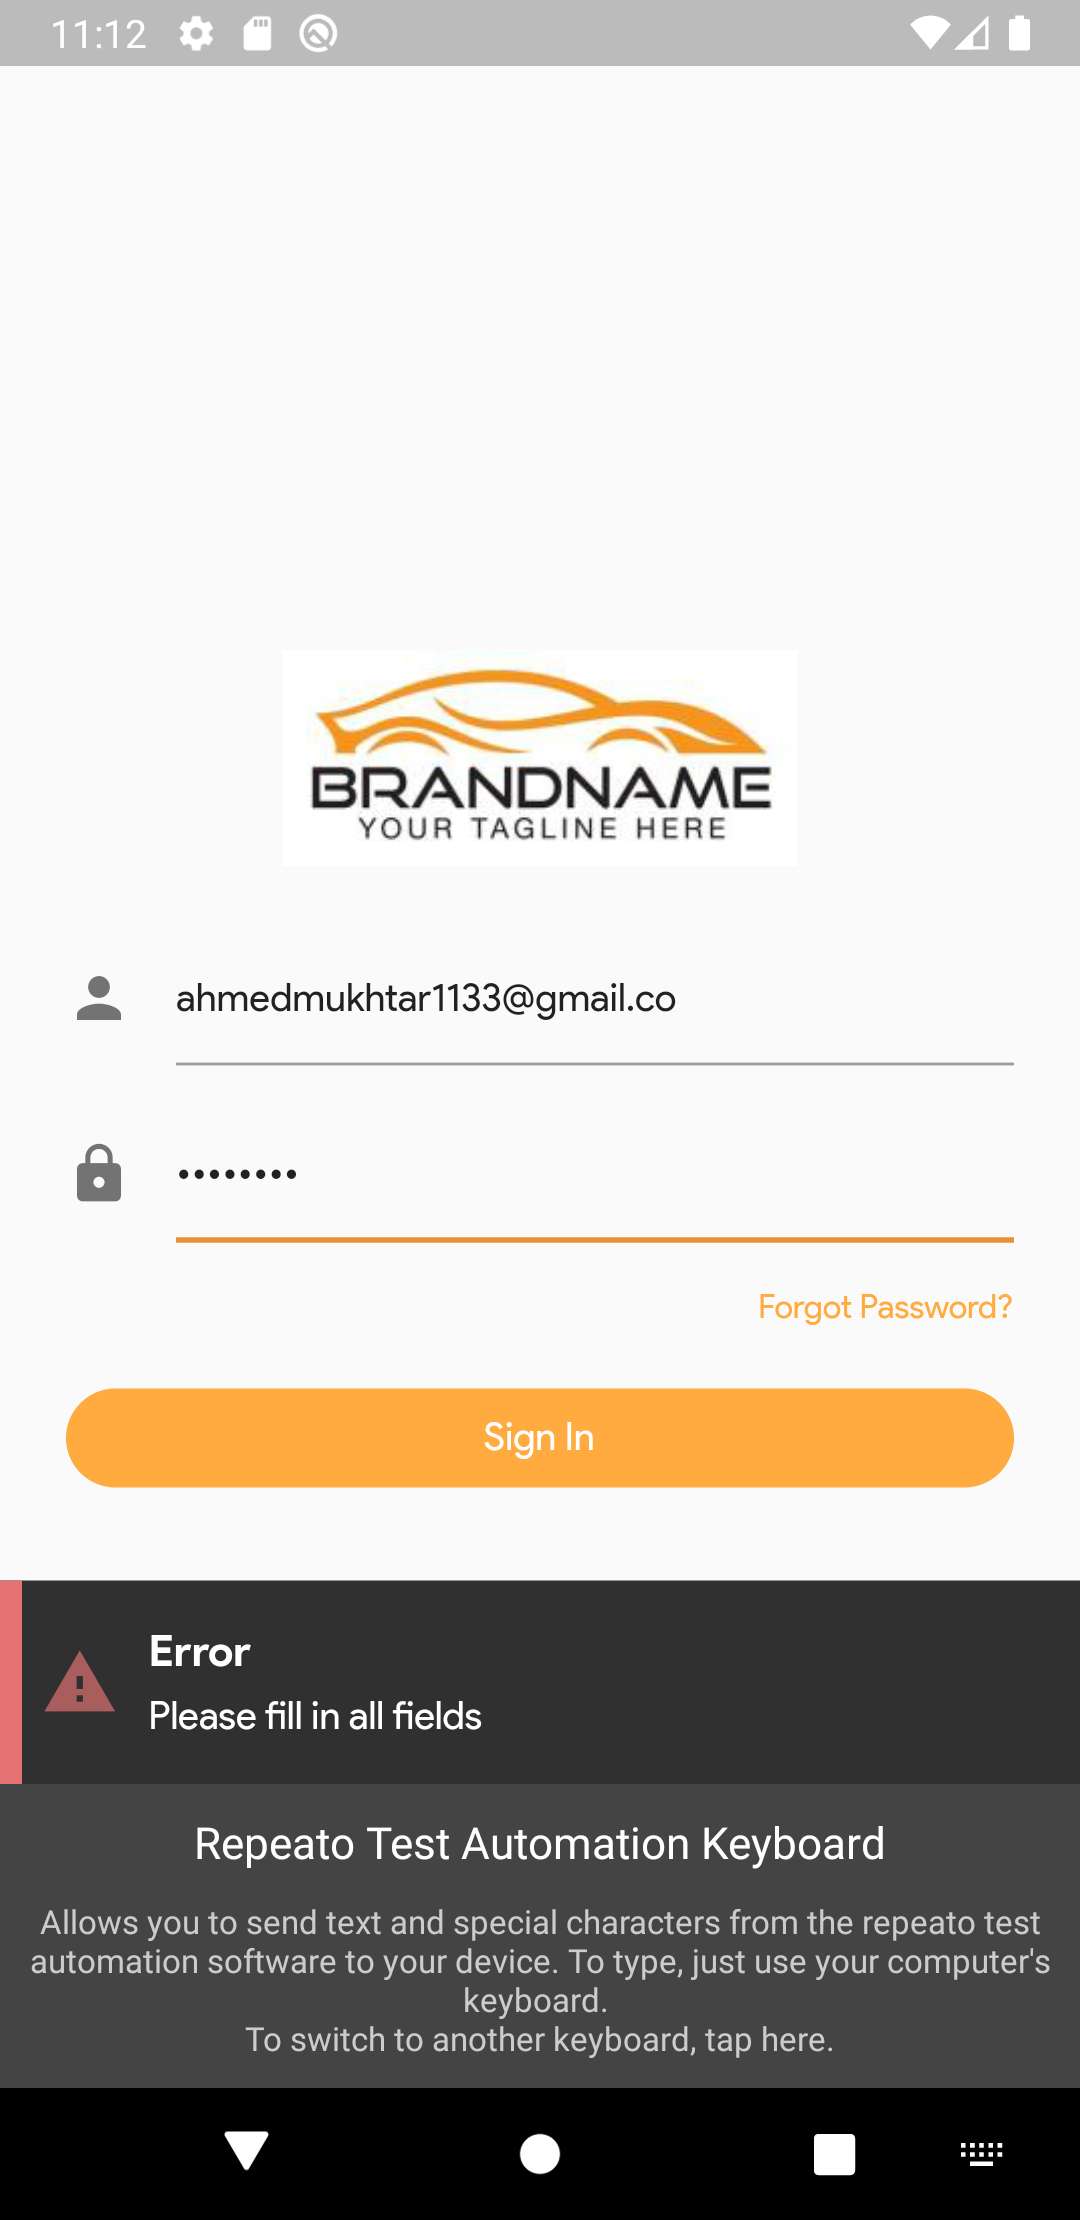 11:12
BRANDNAME
YOUR TAGLINE HERE
ahmedmukhtar1133@gmail.co
••••••••
Forgot Password?
Sign In
Error
Please fill in all fields
Repeato Test Automation Keyboard
Allows you to send text and special characters from the repeato test
automation software to your device. To type, just use your computer's
keyboard.
To switch to another keyboard, tap here.